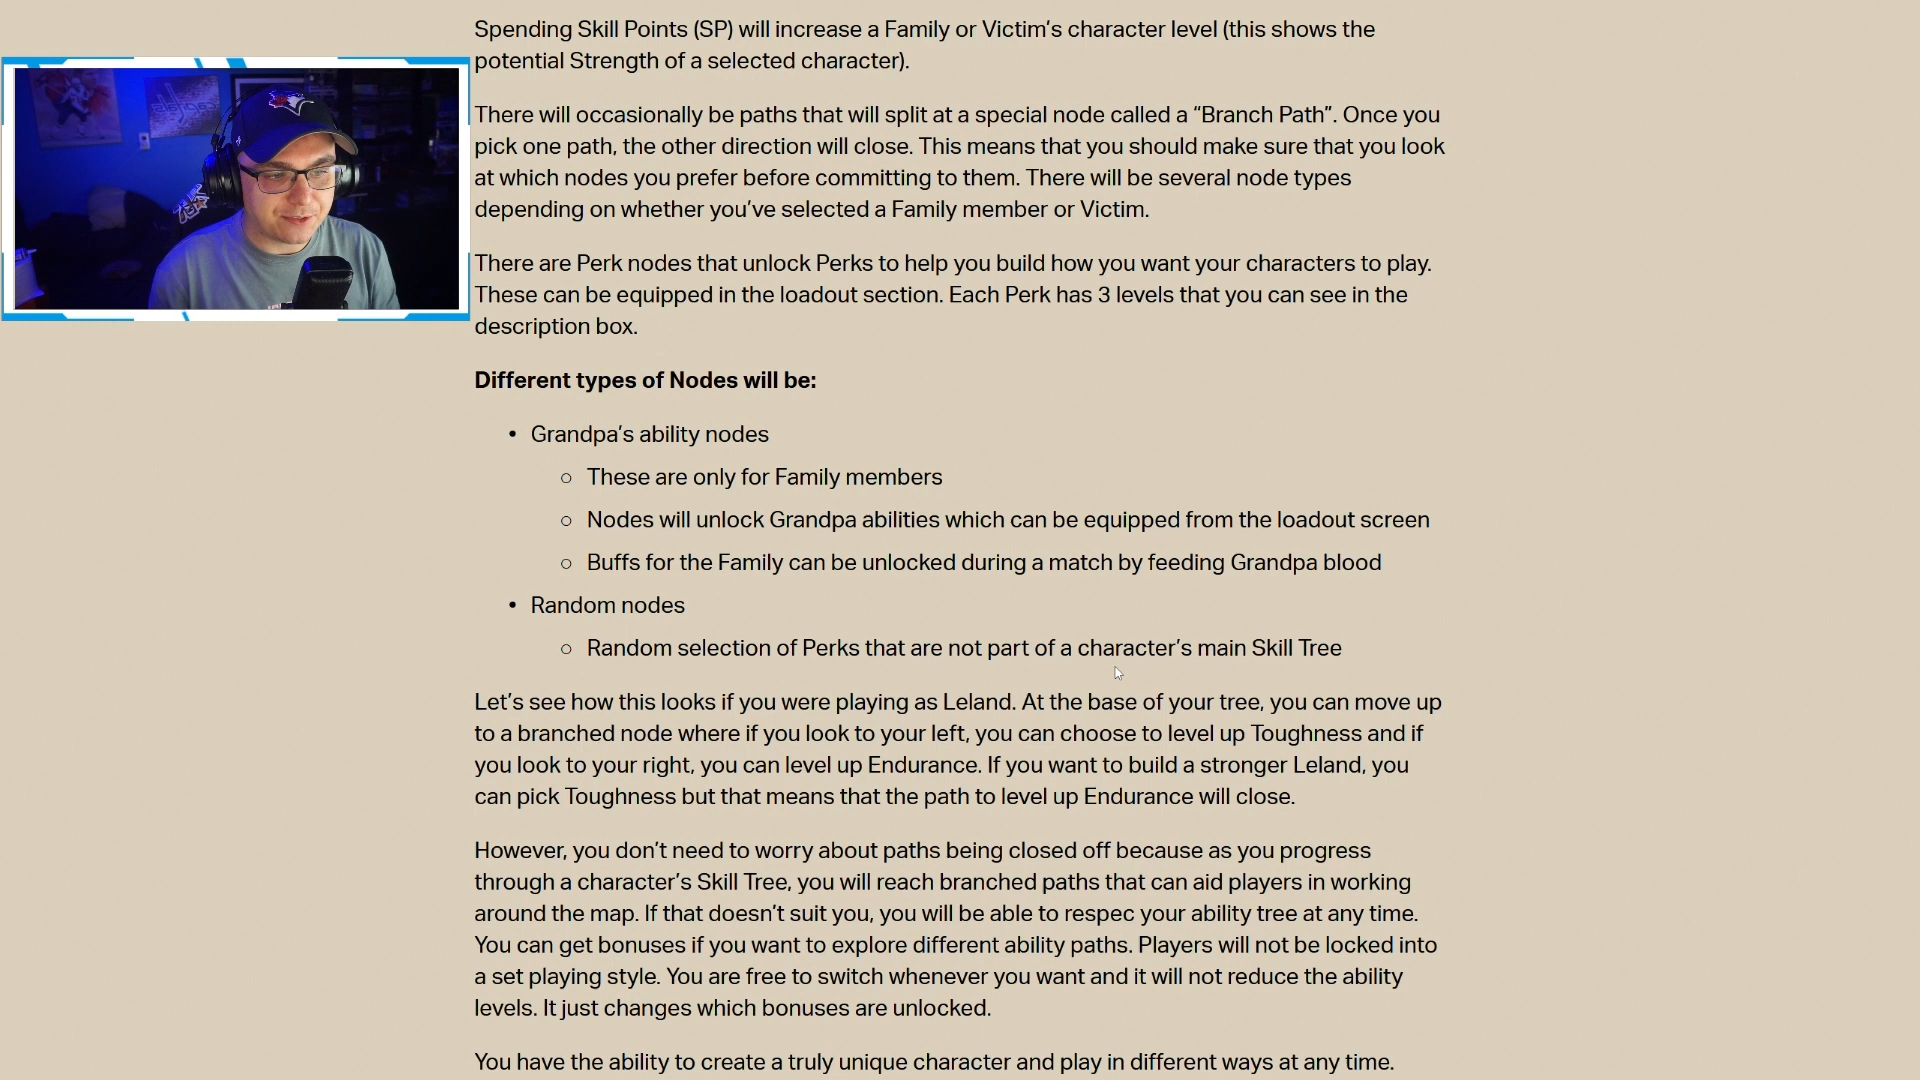 Spending Skill Points (SP) will increase a Family or Victim’s character level (this shows the
potential Strength of a selected character).
There will occasionally be paths that will split at a special node called a “Branch Path”. Once you
pick one path, the other direction will close. This means that you should make sure that you look
at which nodes you prefer before committing to them. There will be several node types
depending on whether you’ve selected a Family member or Victim.
There are Perk nodes that unlock Perks to help you build how you want your characters to play.
These can be equipped in the loadout section. Each Perk has 3 levels that you can see in the
description box.
Different types of Nodes will be:
• Grandpa’s ability nodes
○ These are only for Family members
○ Nodes will unlock Grandpa abilities which can be equipped from the loadout screen
○ Buffs for the Family can be unlocked during a match by feeding Grandpa blood
• Random nodes
○ Random selection of Perks that are not part of a character’s main Skill Tree
Let’s see how this looks if you were playing as Leland. At the base of your tree, you can move up
to a branched node where if you look to your left, you can choose to level up Toughness and if
you look to your right, you can level up Endurance. If you want to build a stronger Leland, you
can pick Toughness but that means that the path to level up Endurance will close.
However, you don’t need to worry about paths being closed off because as you progress
through a character’s Skill Tree, you will reach branched paths that can aid players in working
around the map. If that doesn’t suit you, you will be able to respec your ability tree at any time.
You can get bonuses if you want to explore different ability paths. Players will not be locked into
a set playing style. You are free to switch whenever you want and it will not reduce the ability
levels. It just changes which bonuses are unlocked.
You have the ability to create a truly unique character and play in different ways at any time.